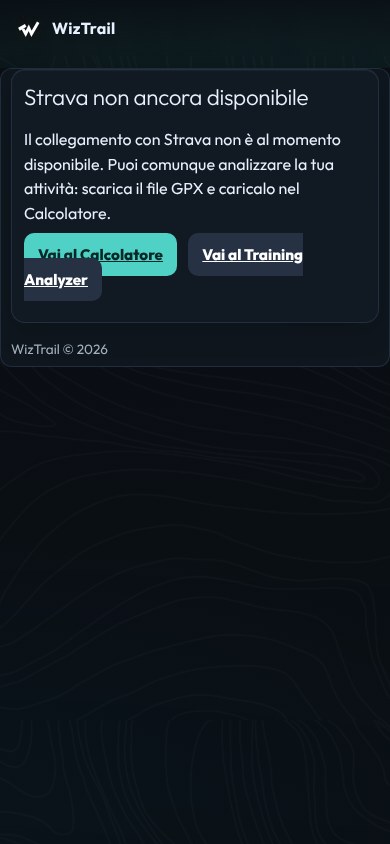 WizTrail
Strava non ancora disponibile
Il collegamento con Strava non è al momento
disponibile. Puoi comunque analizzare la tua
attività: scarica il file GPX e caricalo nel
Calcolatore.
Vai al Calcolatore Vai al Training
Analyzer
WizTrail © 2026